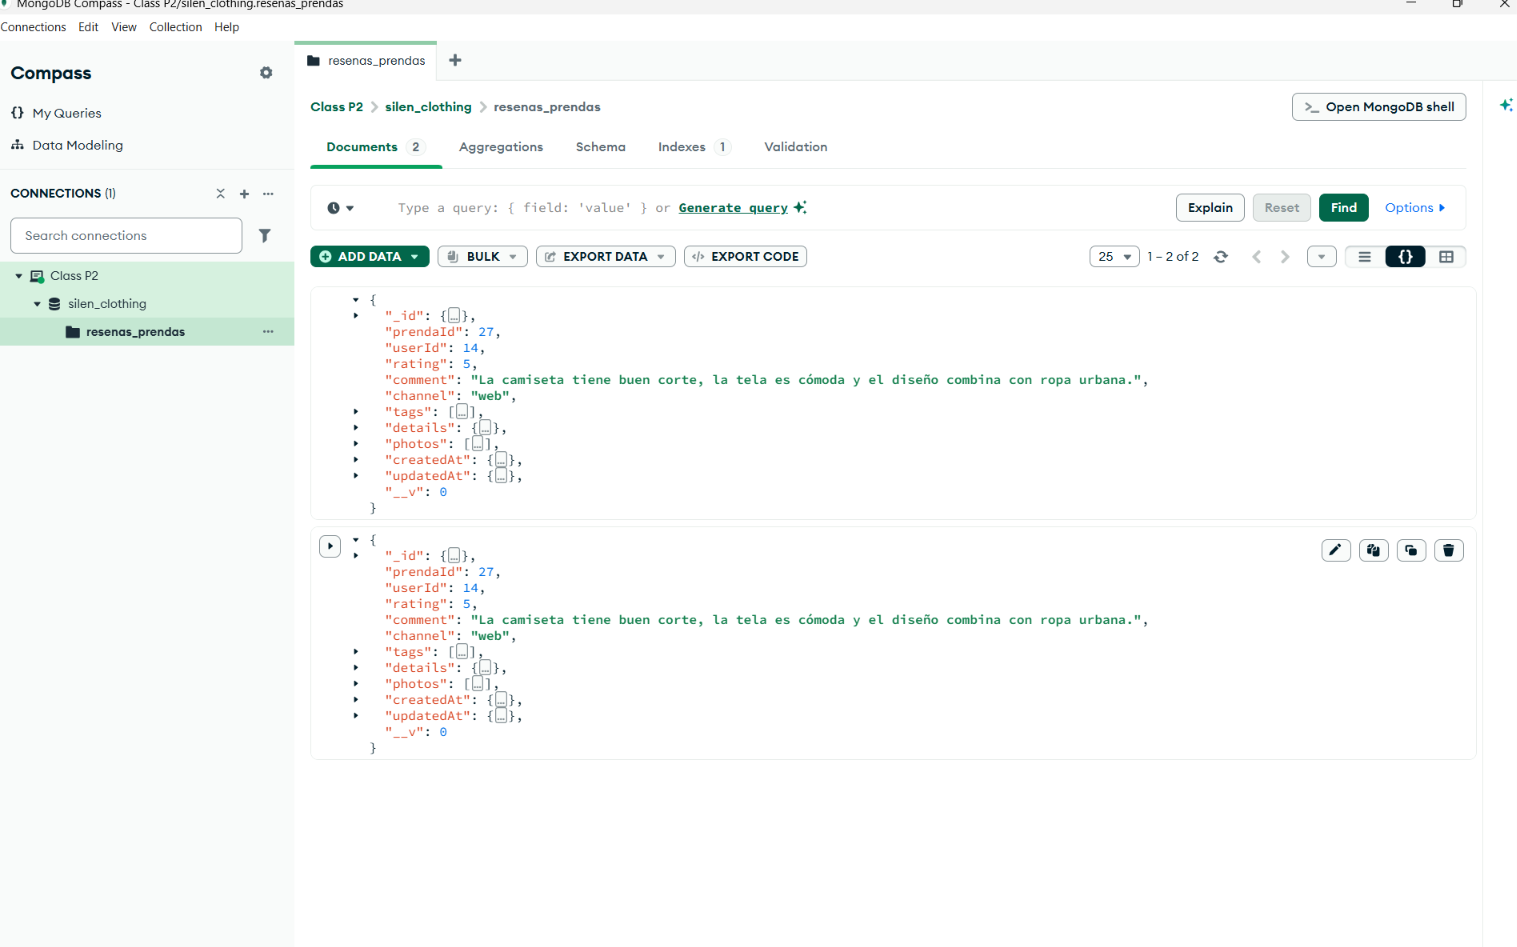 MongoDB Compass - Class P2/silen_clothing.resenas_prendas
Connections Edit View Collection Help
Compass
{} My Queries
Data Modeling
CONNECTIONS (1)
Search connections
Class P2
silen_clothing
resenas_prendas
resenas_prendas
Class P2 > silen_clothing > resenas_prendas
>_ Open MongoDB shell
Documents 2 Aggregations Schema Indexes 1 Validation
Type a query: { field: 'value' } or Generate query
Explain Reset Find Options
ADD DATA BULK EXPORT DATA </> EXPORT CODE
25 1 – 2 of 2 {}
{
"_id": {…},
"prendaId": 27,
"userId": 14,
"rating": 5,
"comment": "La camiseta tiene buen corte, la tela es cómoda y el diseño combina con ropa urbana.",
"channel": "web",
"tags": […],
"details": {…},
"photos": […],
"createdAt": {…},
"updatedAt": {…},
"__v": 0
}
{
"_id": {…},
"prendaId": 27,
"userId": 14,
"rating": 5,
"comment": "La camiseta tiene buen corte, la tela es cómoda y el diseño combina con ropa urbana.",
"channel": "web",
"tags": […],
"details": {…},
"photos": […],
"createdAt": {…},
"updatedAt": {…},
"__v": 0
}